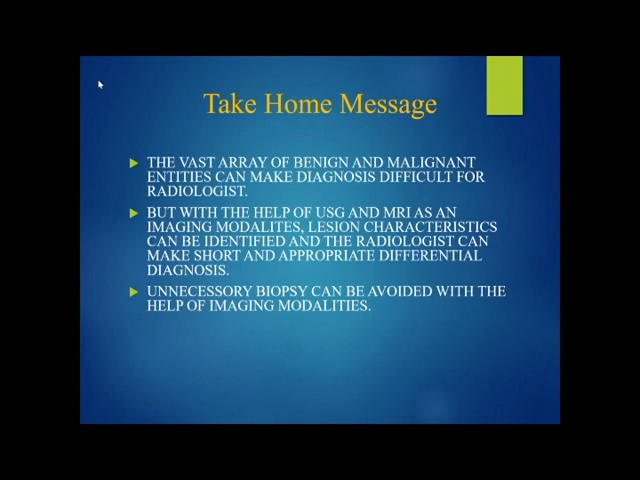 Take Home Message
THE VAST ARRAY OF BENIGN AND MALIGNANT
ENTITIES CAN MAKE DIAGNOSIS DIFFICULT FOR
RADIOLOGIST.
BUT WITH THE HELP OF USG AND MRI AS AN
IMAGING MODALITES, LESION CHARACTERISTICS
CAN BE IDENTIFIED AND THE RADIOLOGIST CAN
MAKE SHORT AND APPROPRIATE DIFFERENTIAL
DIAGNOSIS.
UNNECESSORY BIOPSY CAN BE AVOIDED WITH THE
HELP OF IMAGING MODALITIES.